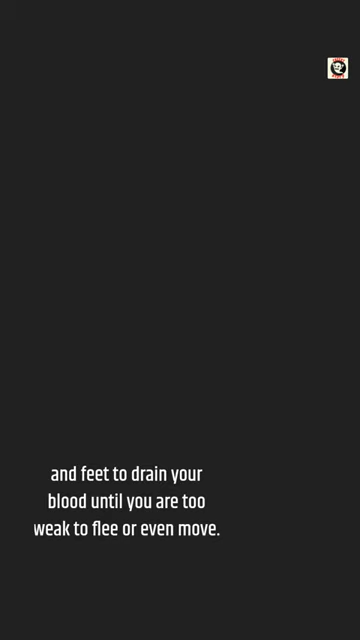 and feet to drain your
blood until you are too
weak to flee or even move.